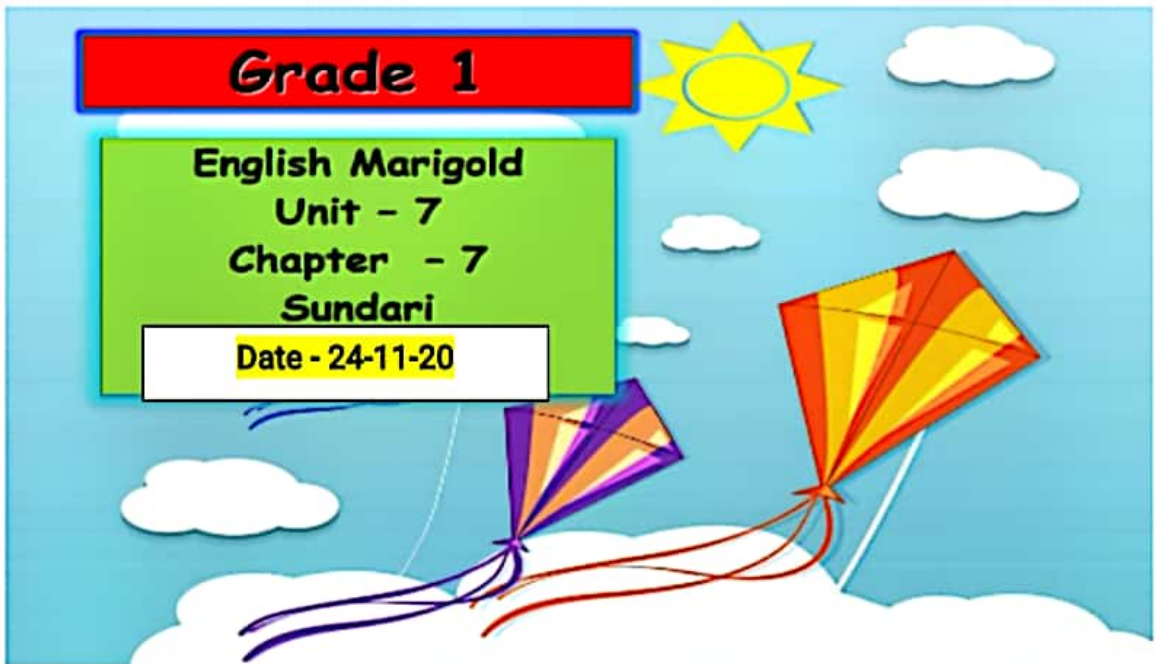 Grade 1
English Marigold
Unit - 7
Chapter - 7
Sundari
Date - 24-11-20